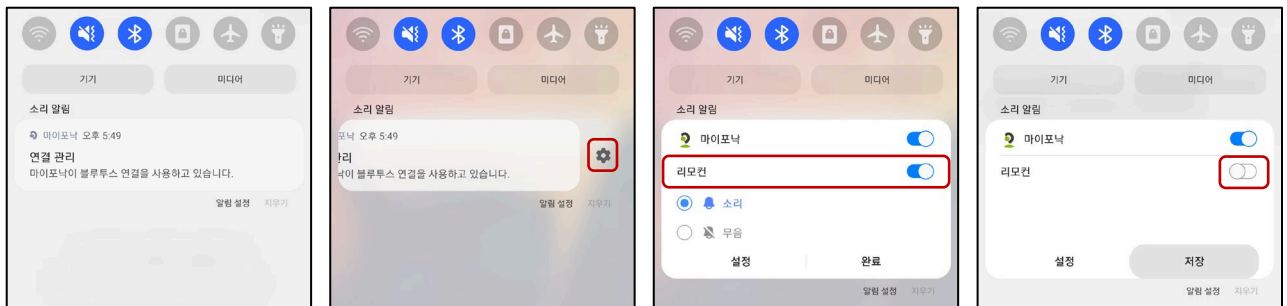 기기 미디어
소리 알림
마이포낙 오후 5:49
연결 관리
마이포낙이 블루투스 연결을 사용하고 있습니다.
알림 설정 지우기
기기 미디어
소리 알림
포낙 오후 5:49
관리
낙이 블루투스 연결을 사용하고 있습니다.
알림 설정 지우기
기기 미디어
소리 알림
마이포낙
리모컨
소리
무음
설정 완료
알림 설정 지우기
기기 미디어
소리 알림
마이포낙
리모컨
설정 저장
알림 설정 지우기